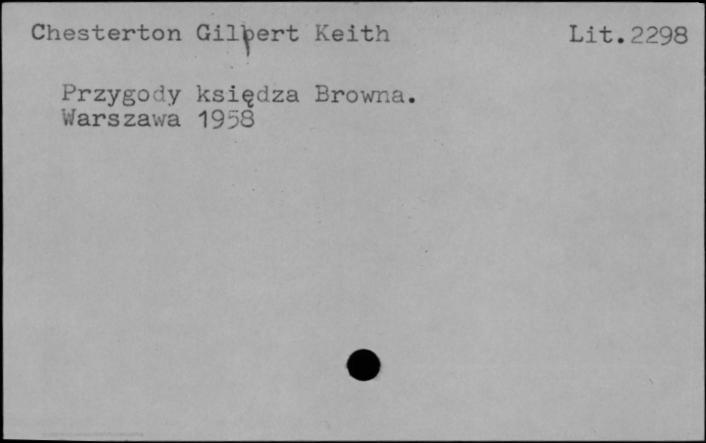 Chesterton Gilbert Keith Lit.2298
Przygody księdza Browna.
Warszawa 1958